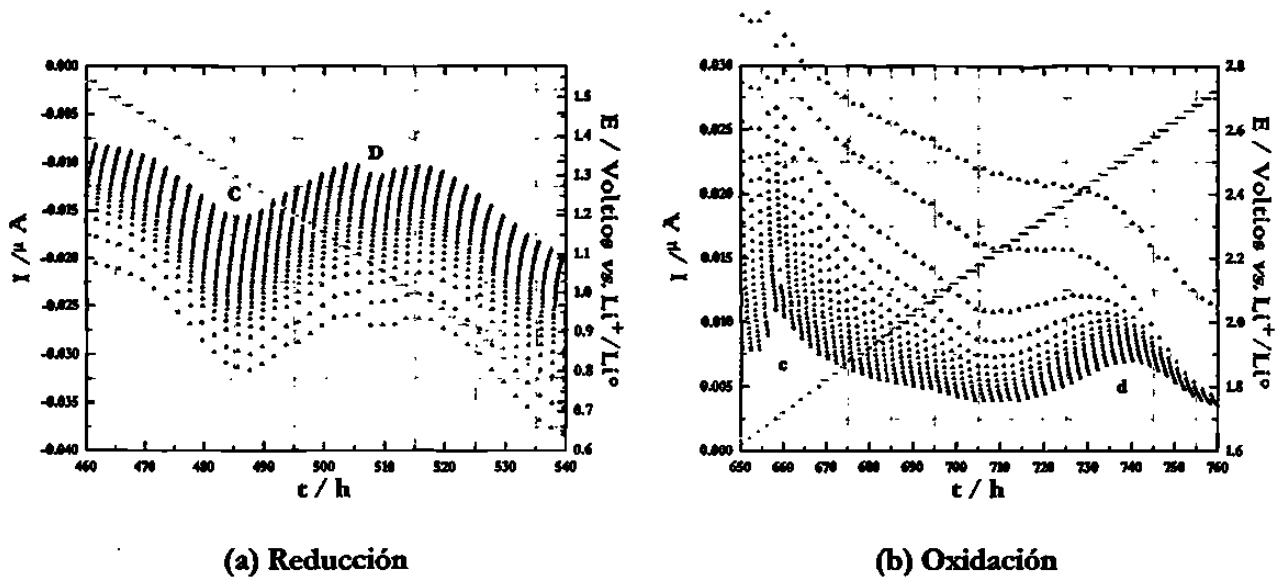 0.000
-0.005
-0.010
-0.015
-0.020
-0.025
-0.030
-0.035
-0.040
I / µ A
C
D
1.5
1.4
1.3
1.2
1.1
1.0
0.9
0.8
0.7
0.6
E / Voltios vs. Li⁺/Li°
460 470 480 490 500 510 520 530 540
t / h
(a) Reducción
0.030
0.025
0.020
0.015
0.010
0.005
0.000
I / µ A
c
d
2.8
2.6
2.4
2.2
2.0
1.8
1.6
E / Voltios vs. Li⁺/Li°
650 660 670 680 690 700 710 720 730 740 750 760
t / h
(b) Oxidación